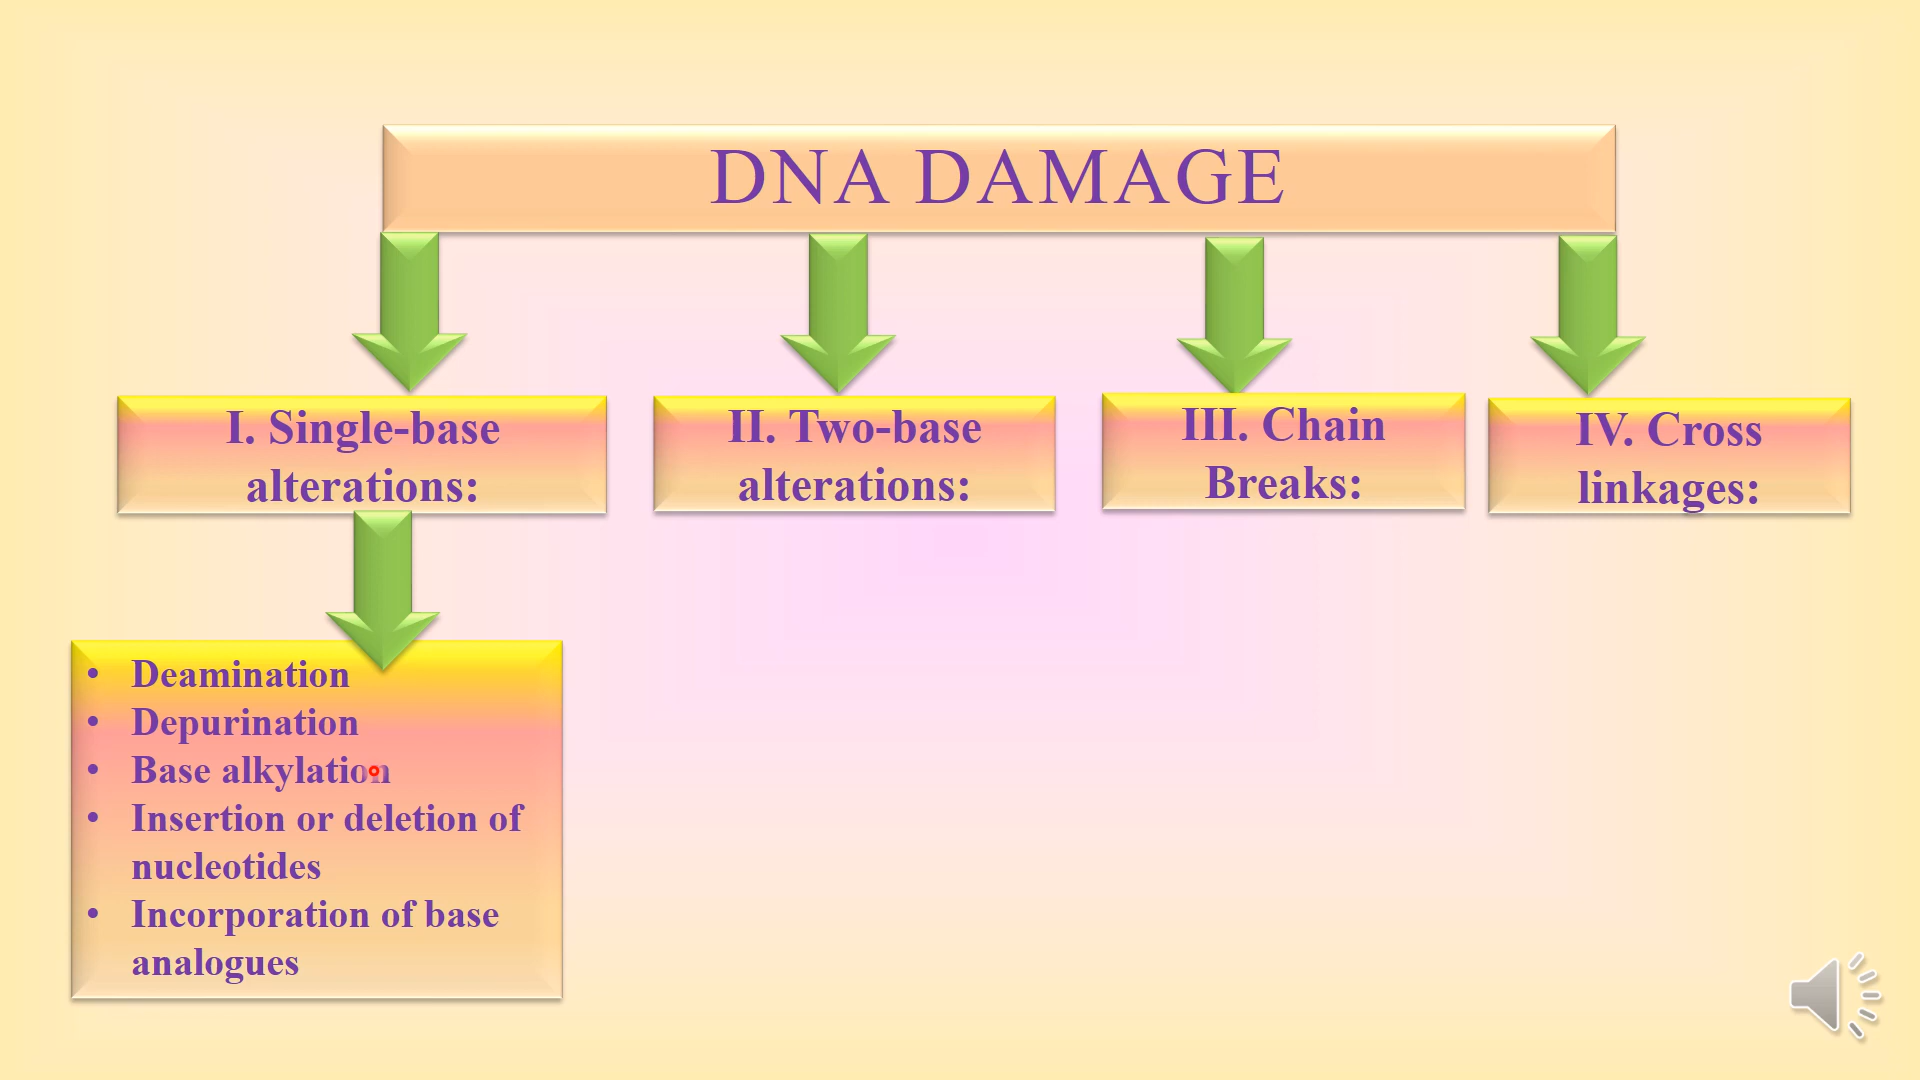 DNA DAMAGE
I. Single-base
alterations:
II. Two-base
alterations:
III. Chain
Breaks:
IV. Cross
linkages:
• Deamination
• Depurination
• Base alkylation
• Insertion or deletion of
nucleotides
• Incorporation of base
analogues